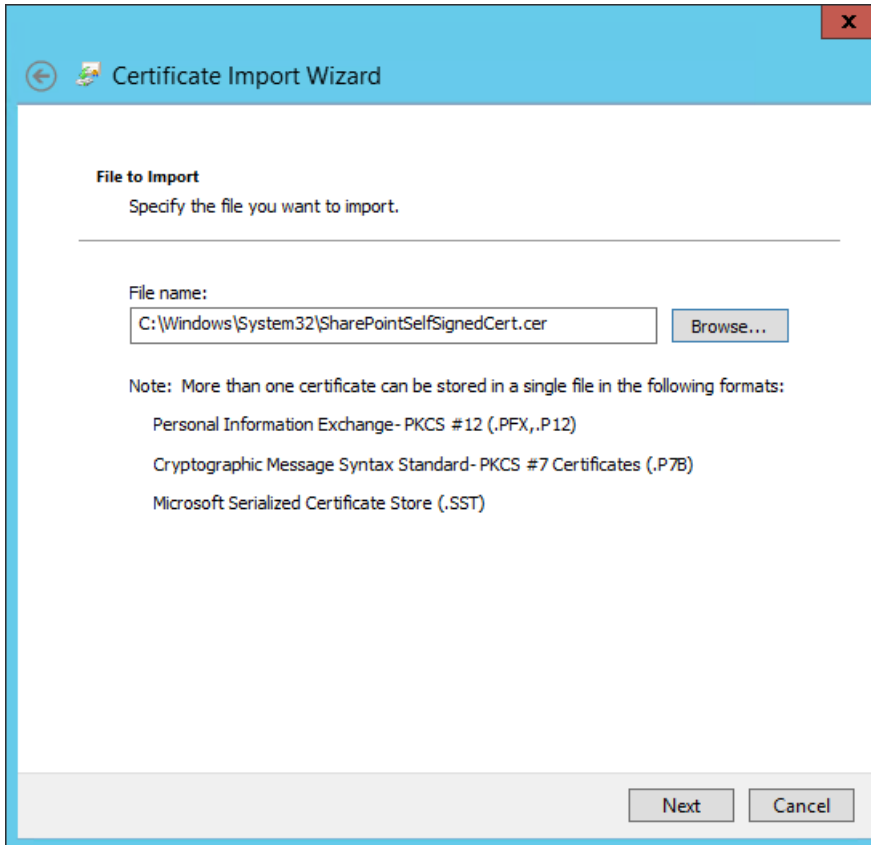 X
Certificate Import Wizard
File to Import
Specify the file you want to import.
File name:
C:\Windows\System32\SharePointSelfSignedCert.cer
Browse...
Note: More than one certificate can be stored in a single file in the following formats:
Personal Information Exchange- PKCS #12 (.PFX,.P12)
Cryptographic Message Syntax Standard- PKCS #7 Certificates (.P7B)
Microsoft Serialized Certificate Store (.SST)
Next
Cancel